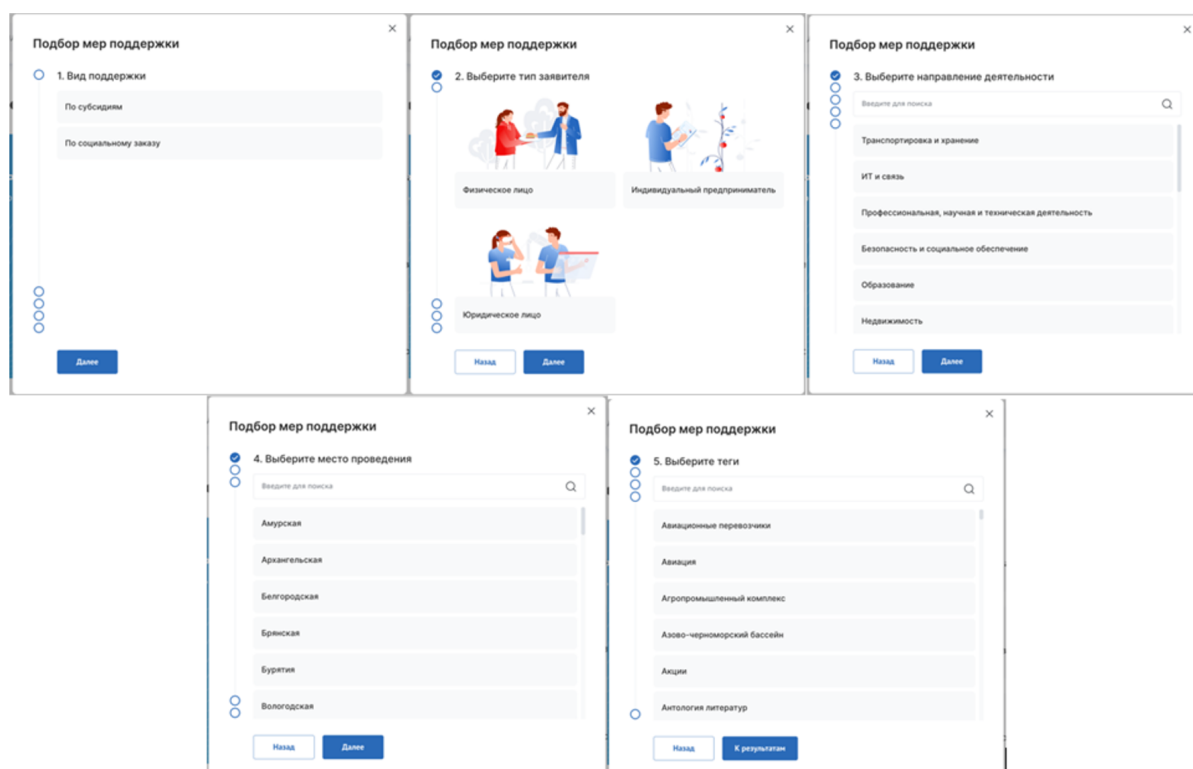 Подбор мер поддержки
1. Вид поддержки
По субсидиям
По социальному заказу
Далее
Подбор мер поддержки
2. Выберите тип заявителя
Физическое лицо
Индивидуальный предприниматель
Юридическое лицо
Назад
Далее
Подбор мер поддержки
3. Выберите направление деятельности
Введите для поиска
Транспортировка и хранение
ИТ и связь
Профессиональная, научная и техническая деятельность
Безопасность и социальное обеспечение
Образование
Недвижимость
Назад
Далее
Подбор мер поддержки
4. Выберите место проведения
Введите для поиска
Амурская
Архангельская
Белгородская
Брянская
Бурятия
Вологодская
Назад
Далее
Подбор мер поддержки
5. Выберите теги
Введите для поиска
Авиационные перевозчики
Авиация
Агропромышленный комплекс
Азово-черноморский бассейн
Акции
Антология литератур
Назад
К результатам